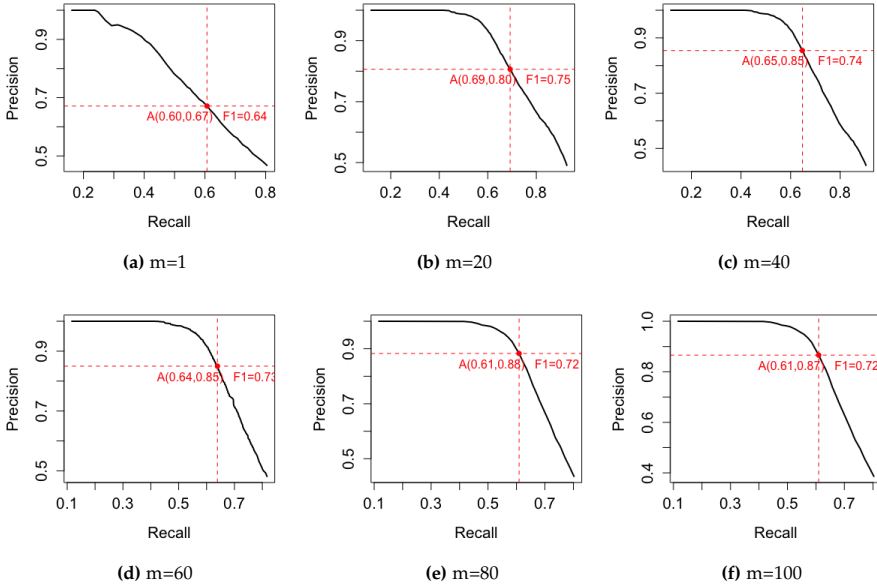 Precision
0.5 0.7 0.9
A(0.60,0.67) F1=0.64
0.2 0.4 0.6 0.8
Recall
(a) m=1
Precision
0.5 0.7 0.9
A(0.69,0.80) F1=0.75
0.2 0.4 0.6 0.8
Recall
(b) m=20
Precision
0.5 0.7 0.9
A(0.65,0.85) F1=0.74
0.2 0.4 0.6 0.8
Recall
(c) m=40
Precision
0.5 0.7 0.9
A(0.64,0.85) F1=0.73
0.1 0.3 0.5 0.7
Recall
(d) m=60
Precision
0.5 0.7 0.9
A(0.61,0.88) F1=0.72
0.1 0.3 0.5 0.7
Recall
(e) m=80
Precision
0.4 0.6 0.8 1.0
A(0.61,0.87) F1=0.72
0.1 0.3 0.5 0.7
Recall
(f) m=100